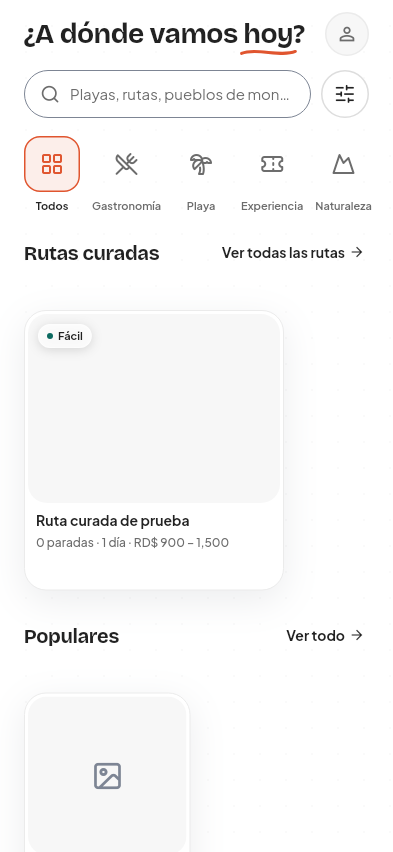 ¿A dónde vamos hoy?
Playas, rutas, pueblos de mon...
Todos
Gastronomía
Playa
Experiencia
Naturaleza
Rutas curadas
Ver todas las rutas →
Fácil
Ruta curada de prueba
0 paradas · 1 día · RD$ 900 – 1,500
Populares
Ver todo →